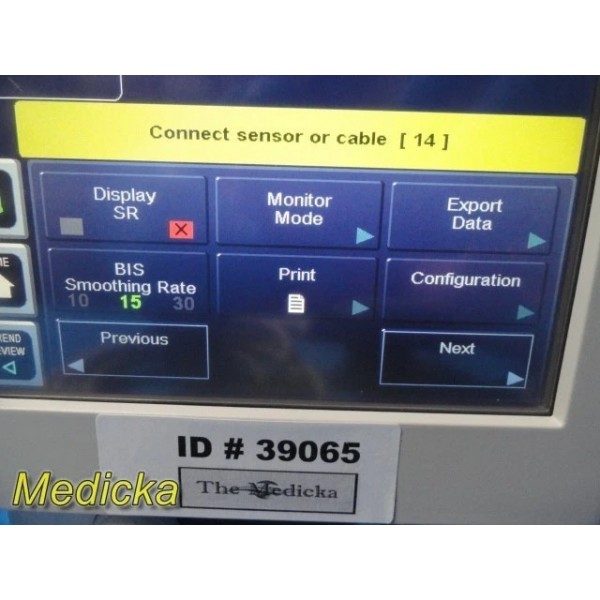 Connect sensor or cable [ 14 ]
Display
SR
Monitor
Mode
Export
Data
BIS
Smoothing Rate
10 15 30
Print
Configuration
Previous
Next
ID # 39065
The Medicka
Medicka